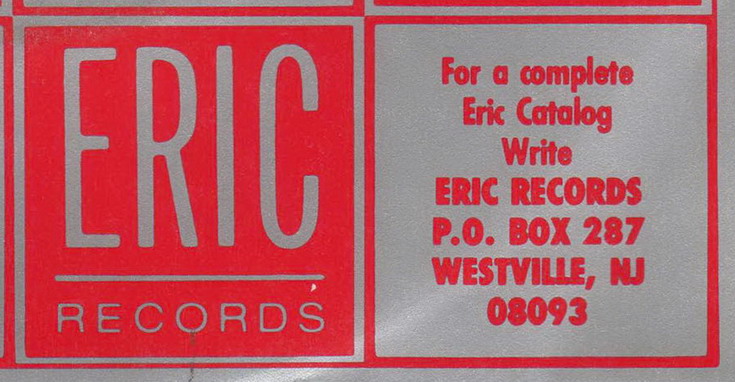 ERIC
RECORDS
For a complete
Eric Catalog
Write
ERIC RECORDS
P.O. BOX 287
WESTVILLE, NJ
08093